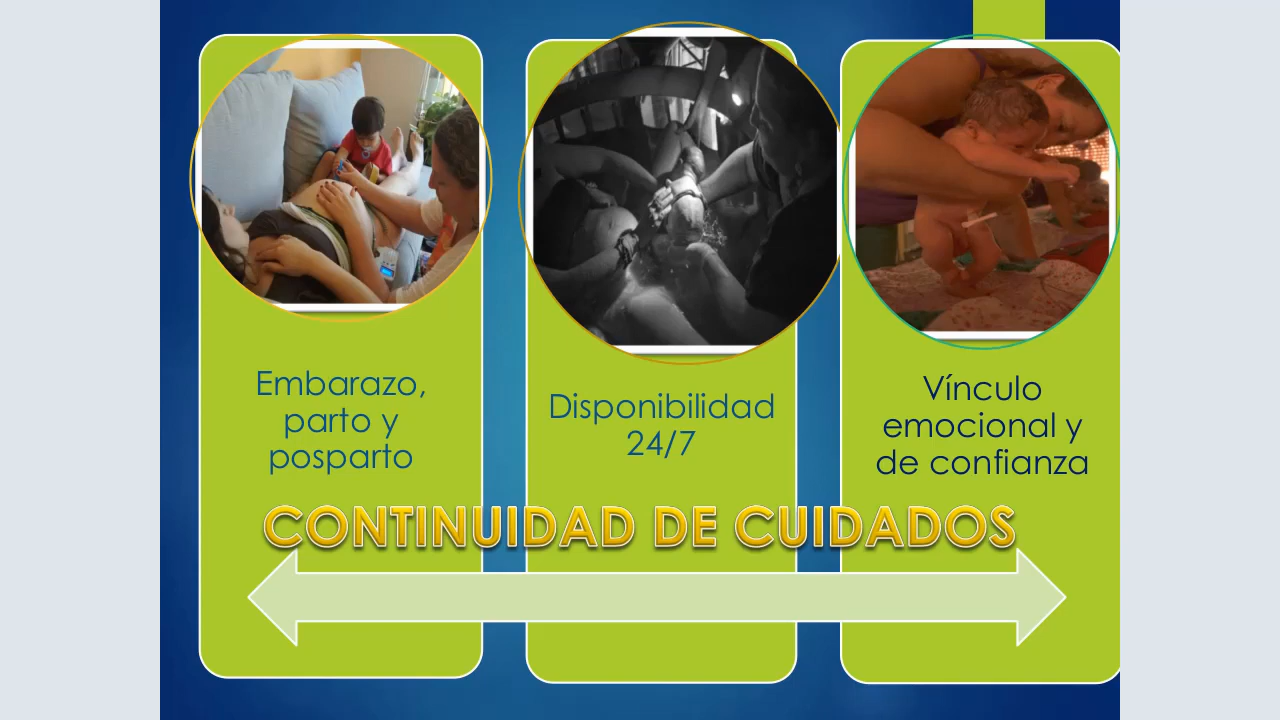 Embarazo,
parto y
posparto
Disponibilidad
24/7
Vínculo
emocional y
de confianza
CONTINUIDAD DE CUIDADOS